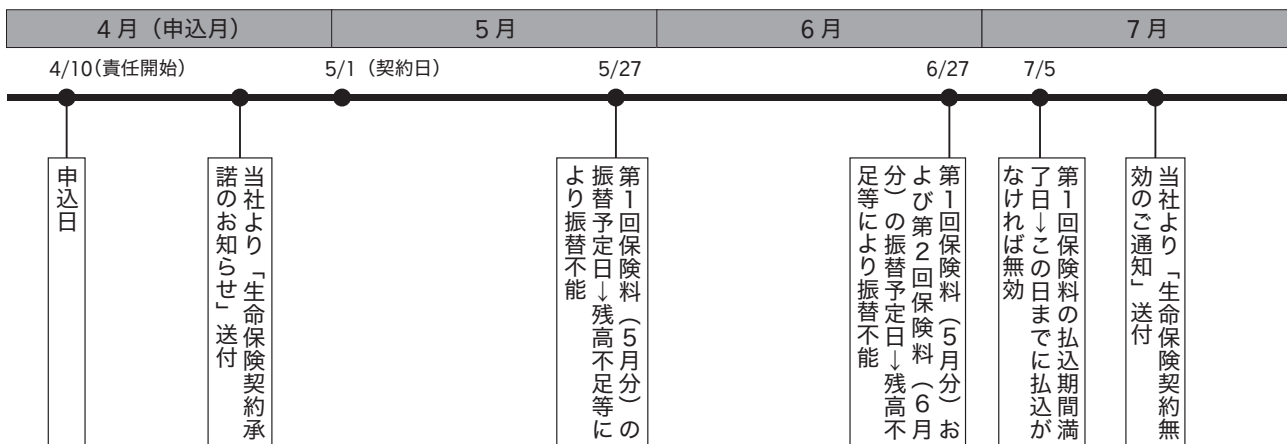 4月（申込月）
5月
6月
7月
4/10（責任開始）
5/1（契約日）
5/27
6/27
7/5
申込日
当社より「生命保険契約承
諾のお知らせ」送付
第1回保険料（5月分）の
振替予定日→残高不足等に
より振替不能
第1回保険料（5月分）お
よび第2回保険料（6月
分）の振替予定日→残高不
足等により振替不能
第1回保険料の払込期間満
了日→この日までに払込が
なければ無効
当社より「生命保険契約無
効のご通知」送付